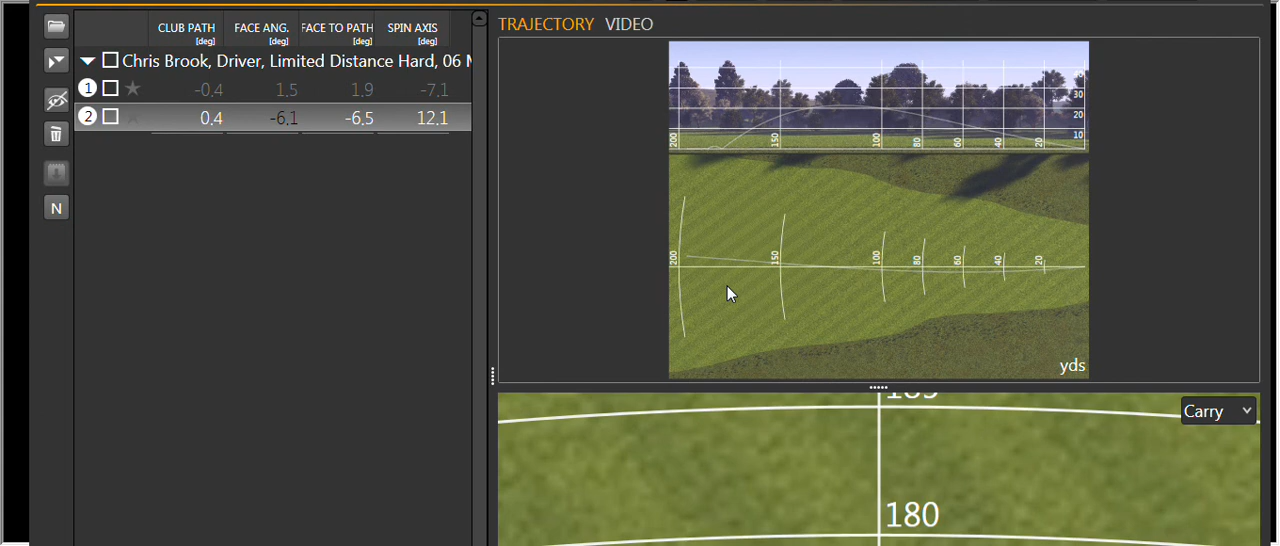 TRAJECTORY VIDEO
CLUB PATH FACE ANG. FACE TO PATH SPIN AXIS
[deg] [deg] [deg] [deg]
Chris Brook, Driver, Limited Distance Hard, 06
1 -0.4 1.5 1.9 -7.1
2 0.4 -6.1 -6.5 12.1
N
30
20
10
200 150 100 80 60 40 20
200 150 100 80 60 40 20
yds
Carry
180